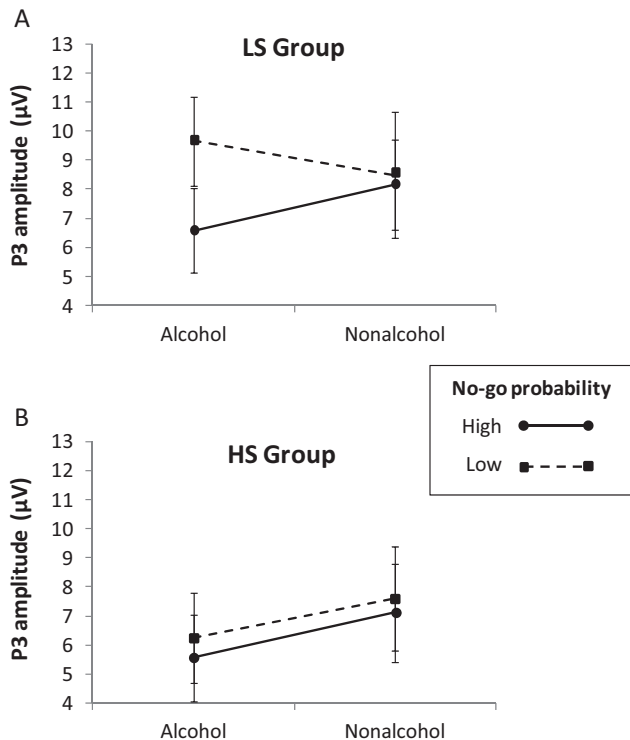 A
LS Group
P3 amplitude (µV)
13
12
11
10
9
8
7
6
5
4
Alcohol Nonalcohol
No-go probability
High
Low
B
HS Group
P3 amplitude (µV)
13
12
11
10
9
8
7
6
5
4
Alcohol Nonalcohol